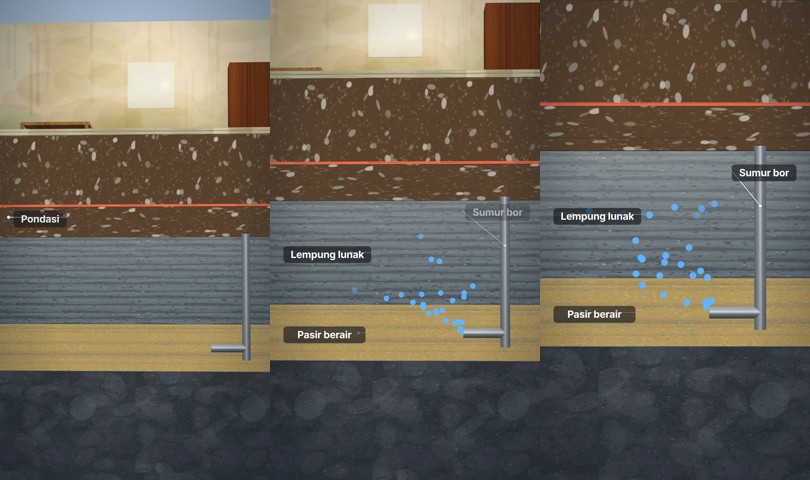 Pondasi
Sumur bor
Lempung lunak
Pasir berair
Sumur bor
Lempung lunak
Pasir berair